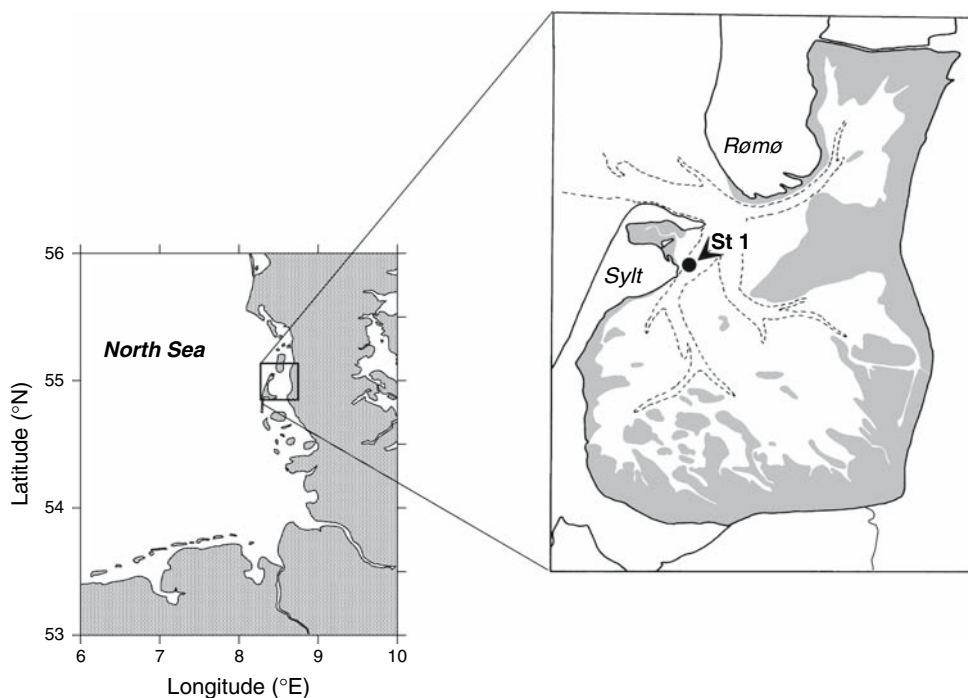 Rømø
St 1
Sylt
56
North Sea
55
Latitude (°N)
54
53
6 7 8 9 10
Longitude (°E)